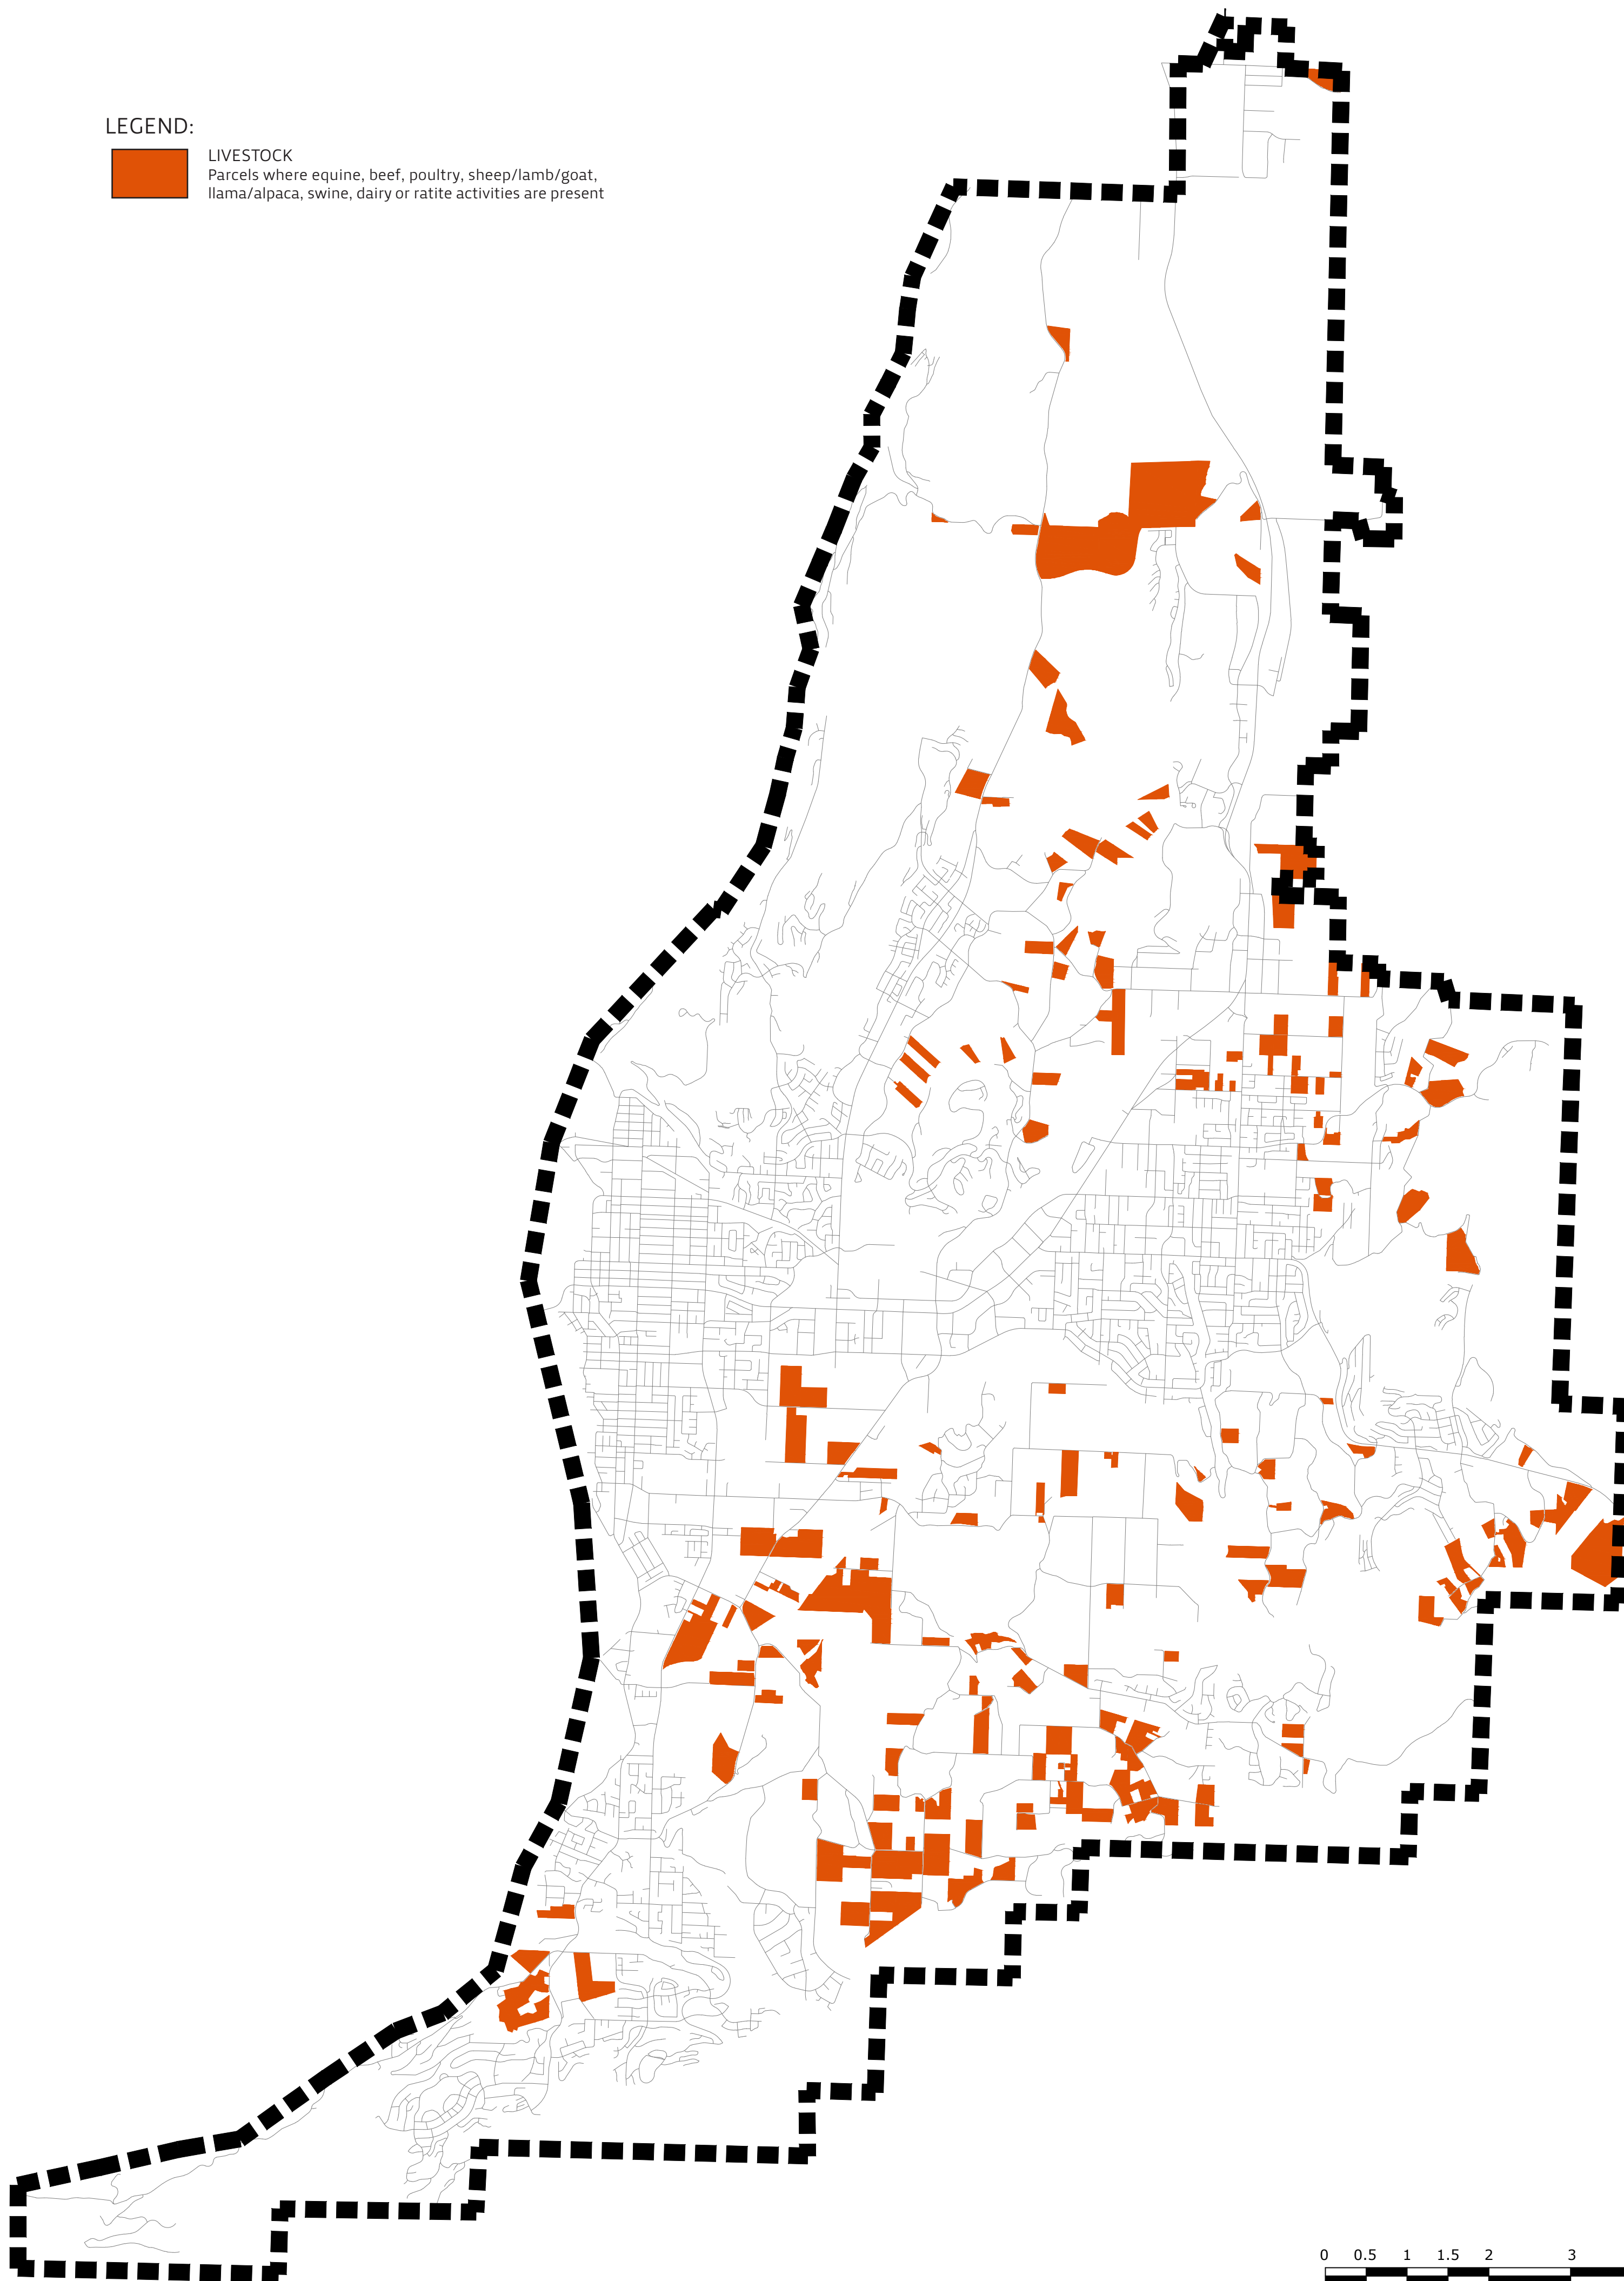 LEGEND:
LIVESTOCK
Parcels where equine, beef, poultry, sheep/lamb/goat,
llama/alpaca, swine, dairy or ratite activities are present
0 0.5 1 1.5 2 3